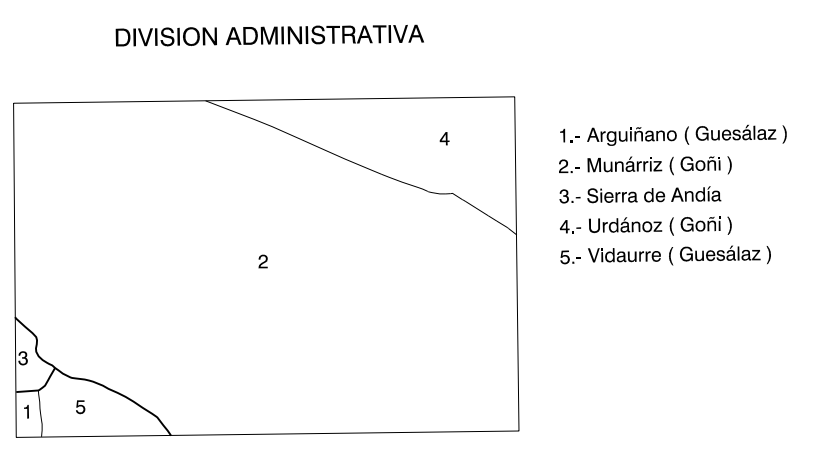 DIVISION ADMINISTRATIVA
4
2
3
1
5
1.- Arguiñano ( Guesálaz )
2.- Munárriz ( Goñi )
3.- Sierra de Andía
4.- Urdánoz ( Goñi )
5.- Vidaurre ( Guesálaz )